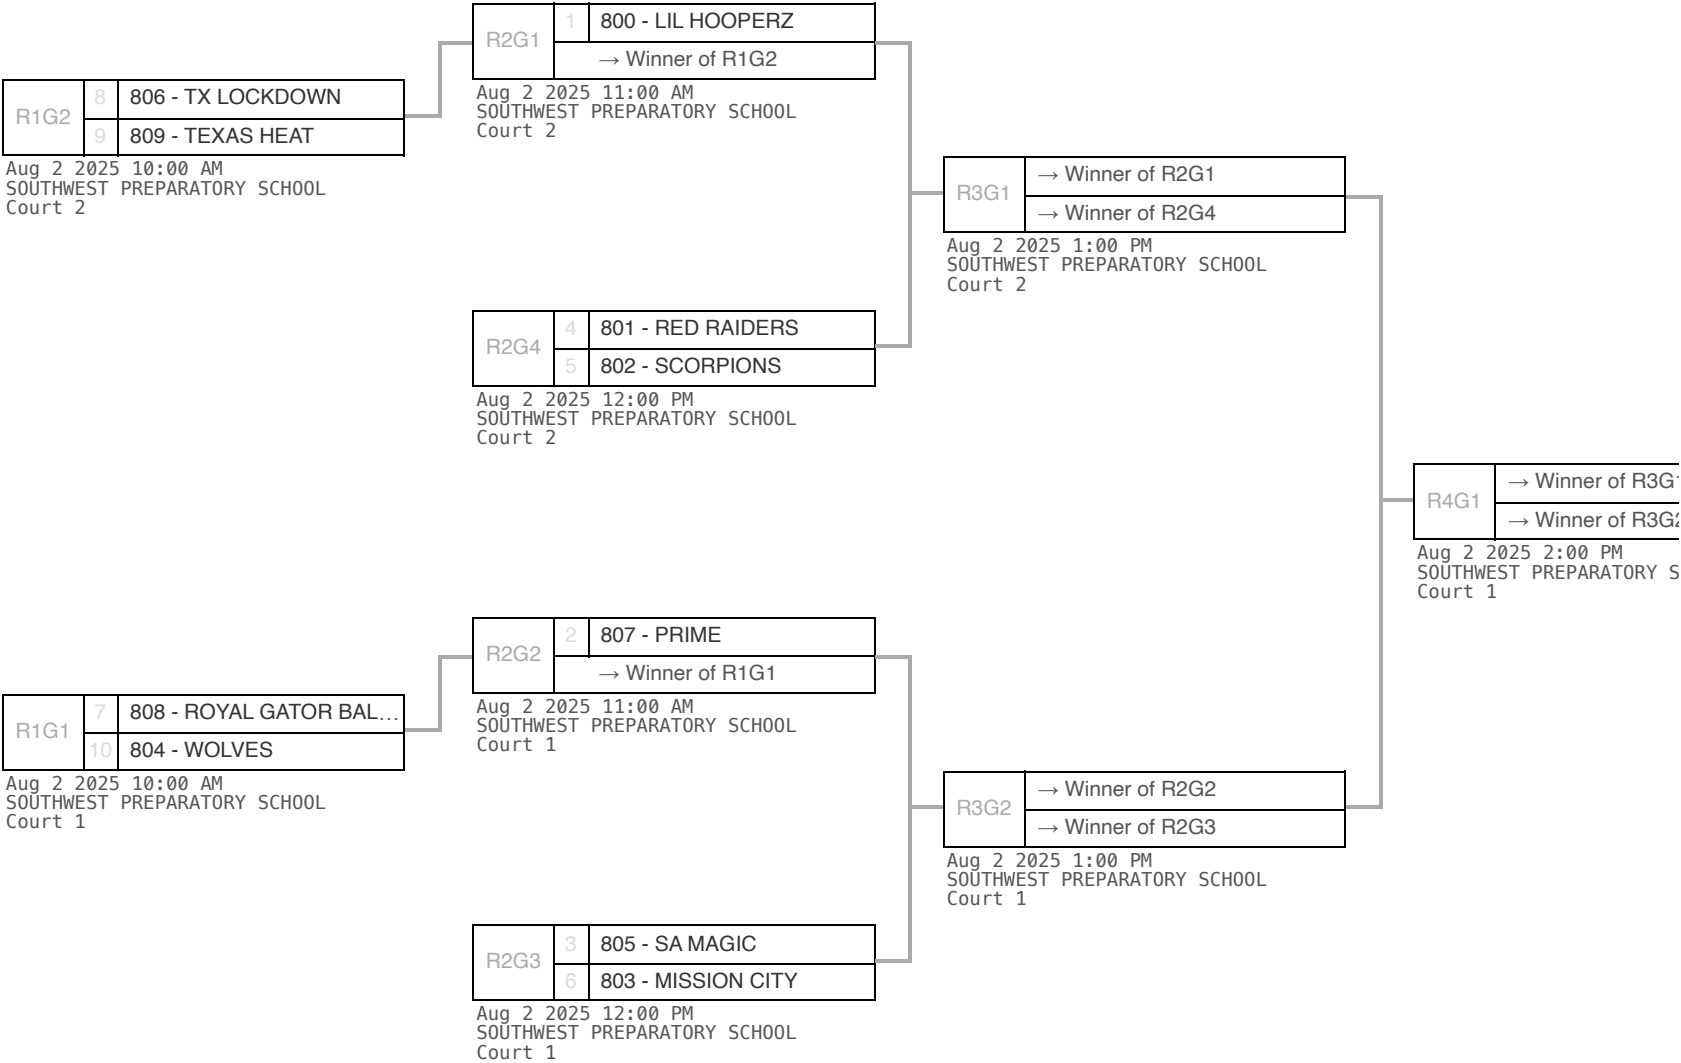 R2G1
1 800 - LIL HOOPERZ
→ Winner of R1G2
Aug 2 2025 11:00 AM
SOUTHWEST PREPARATORY SCHOOL
Court 2
R1G2
8 806 - TX LOCKDOWN
9 809 - TEXAS HEAT
Aug 2 2025 10:00 AM
SOUTHWEST PREPARATORY SCHOOL
Court 2
R3G1
→ Winner of R2G1
→ Winner of R2G4
Aug 2 2025 1:00 PM
SOUTHWEST PREPARATORY SCHOOL
Court 2
R2G4
4 801 - RED RAIDERS
5 802 - SCORPIONS
Aug 2 2025 12:00 PM
SOUTHWEST PREPARATORY SCHOOL
Court 2
R4G1
→ Winner of R3G1
→ Winner of R3G2
Aug 2 2025 2:00 PM
SOUTHWEST PREPARATORY S
Court 1
R2G2
2 807 - PRIME
→ Winner of R1G1
Aug 2 2025 11:00 AM
SOUTHWEST PREPARATORY SCHOOL
Court 1
R1G1
7 808 - ROYAL GATOR BAL...
10 804 - WOLVES
Aug 2 2025 10:00 AM
SOUTHWEST PREPARATORY SCHOOL
Court 1
R3G2
→ Winner of R2G2
→ Winner of R2G3
Aug 2 2025 1:00 PM
SOUTHWEST PREPARATORY SCHOOL
Court 1
R2G3
3 805 - SA MAGIC
6 803 - MISSION CITY
Aug 2 2025 12:00 PM
SOUTHWEST PREPARATORY SCHOOL
Court 1